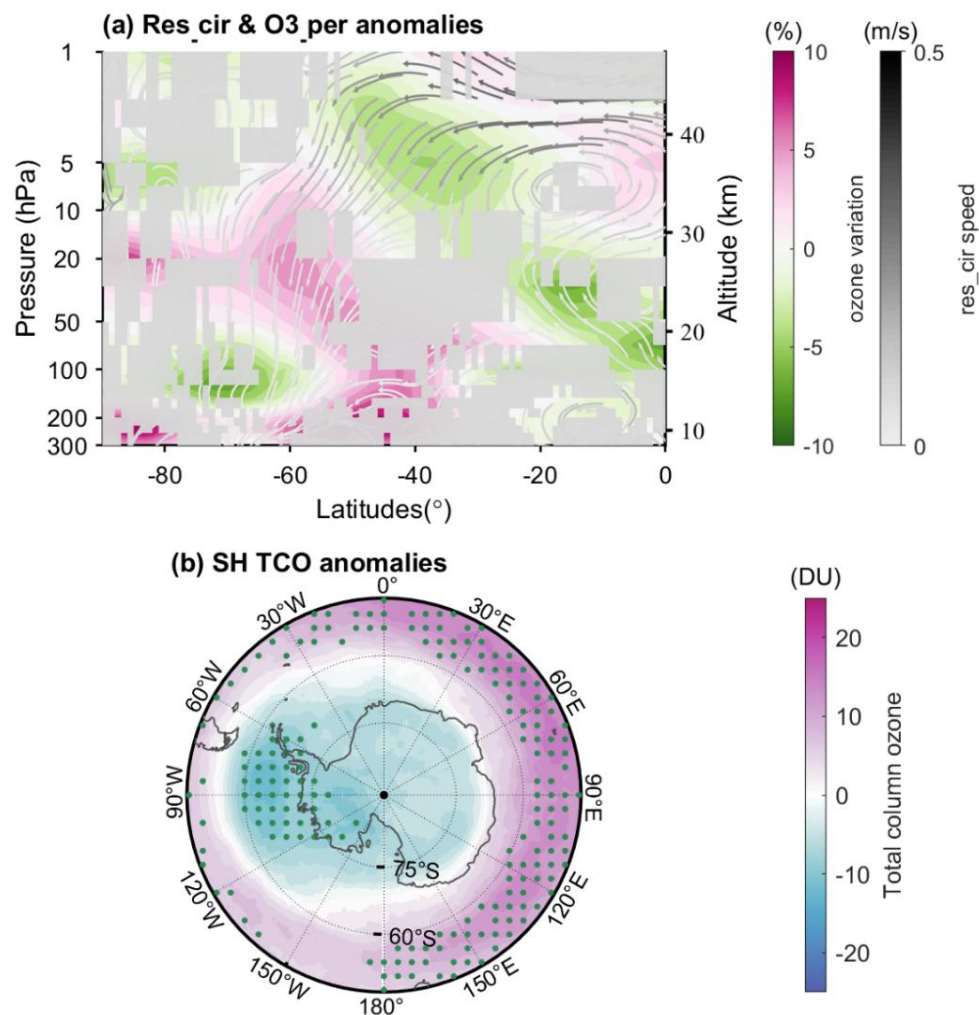 (a) Res_cir & O3_per anomalies
(%)
(m/s)
1
5
10
20
50
100
200
300
Pressure (hPa)
40
30
20
10
Altitude (km)
-80
-60
-40
-20
0
Latitudes(°)
10
5
0
-5
-10
ozone variation
0.5
0
res_cir speed
(b) SH TCO anomalies
(DU)
0°
30°W
30°E
60°W
60°E
90°W
90°E
120°W
120°E
150°W
150°E
180°
75°S
60°S
20
10
0
-10
-20
Total column ozone